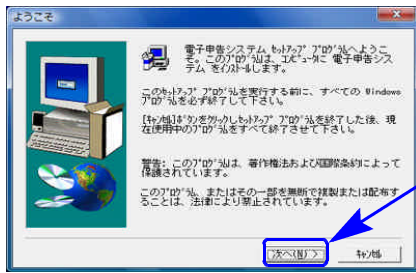 ようこそ
電子申告システム ｾｯﾄｱｯﾌﾟ ﾌﾟﾛｸﾞﾗﾑへようこ
そ。このﾌﾟﾛｸﾞﾗﾑは、ｺﾝﾋﾟｭｰﾀに 電子申告シス
テム をｲﾝｽﾄｰﾙします。
このｾｯﾄｱｯﾌﾟ ﾌﾟﾛｸﾞﾗﾑを実行する前に、すべての Windows
ﾌﾟﾛｸﾞﾗﾑを必ず終了して下さい。
[ｷｬﾝｾﾙ]ﾎﾞﾀﾝをｸﾘｯｸしｾｯﾄｱｯﾌﾟ ﾌﾟﾛｸﾞﾗﾑを終了した後、現
在使用中のﾌﾟﾛｸﾞﾗﾑをすべて終了させて下さい。
警告: このﾌﾟﾛｸﾞﾗﾑは、著作権法および国際条約によって
保護されています。
このﾌﾟﾛｸﾞﾗﾑ、またはその一部を無断で複製または配布す
ることは、法律により禁止されています。
次へ(N) >
ｷｬﾝｾﾙ